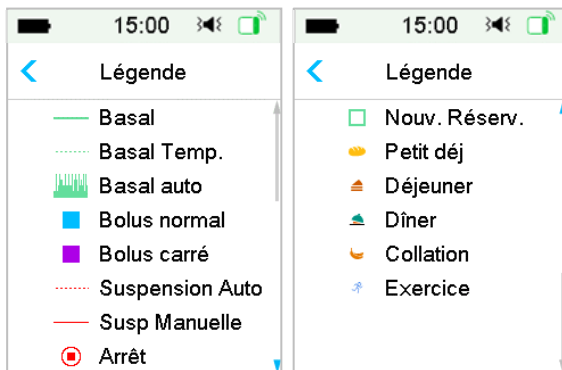 15:00
Légende
Basal
Basal Temp.
Basal auto
Bolus normal
Bolus carré
Suspension Auto
Susp Manuelle
Arrêt
15:00
Légende
Nouv. Réserv.
Petit déj
Déjeuner
Dîner
Collation
Exercice